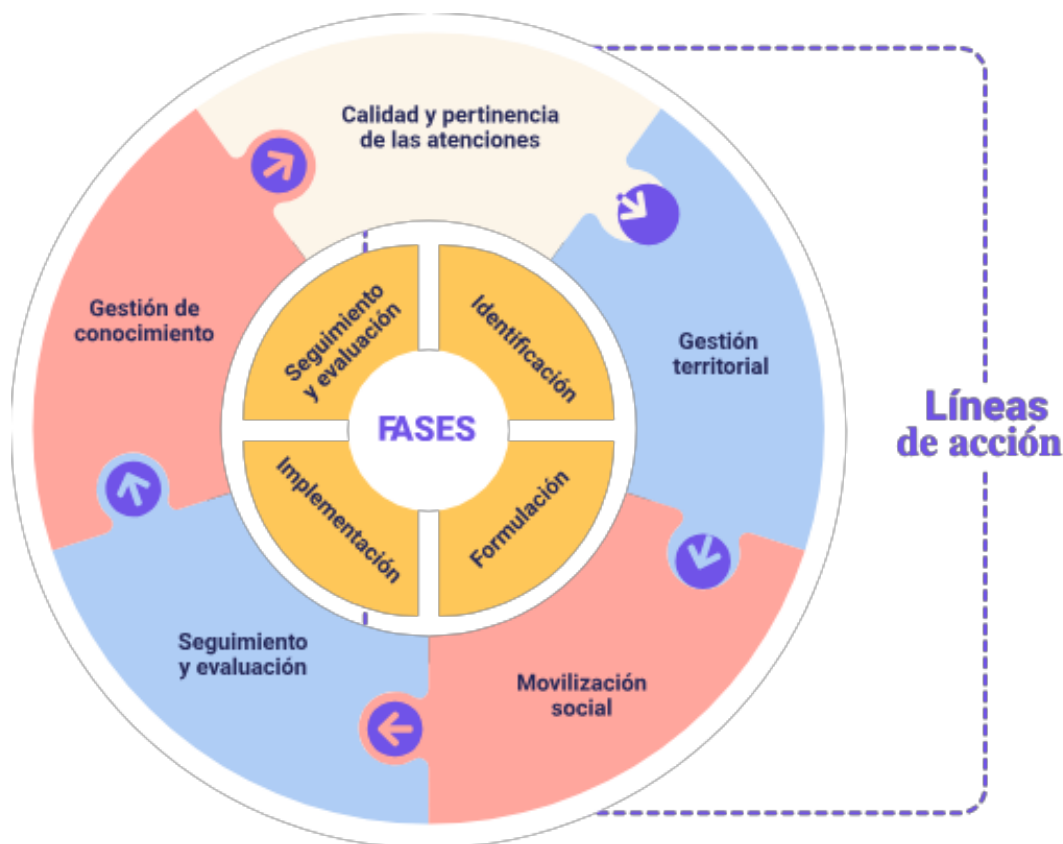 Calidad y pertinencia
de las atenciones
Gestión
territorial
Movilización
social
Seguimiento
y evaluación
Gestión de
conocimiento
Seguimiento
y evaluación
Identificación
Formulación
Implementación
FASES
Líneas
de acción